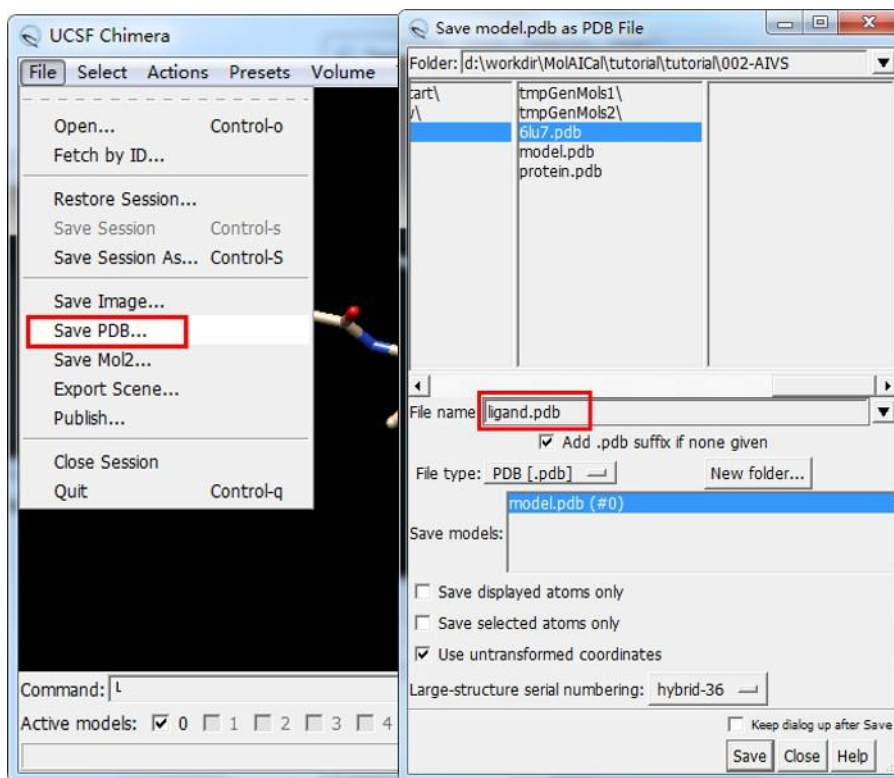 UCSF Chimera
File Select Actions Presets Volume
Open... Control-o
Fetch by ID...
Restore Session...
Save Session Control-s
Save Session As... Control-S
Save Image...
Save PDB...
Save Mol2...
Export Scene...
Publish...
Close Session
Quit Control-q
Command:
Active models: 0 1 2 3 4
Save model.pdb as PDB File
Folder: d:\workdir\MolAICal\tutorial\tutorial\002-AIVS
tart\ tmpGenMols1\
tmpGenMols2\
6lu7.pdb
model.pdb
protein.pdb
File name ligand.pdb
Add .pdb suffix if none given
File type: PDB [.pdb] New folder...
model.pdb (#0)
Save models:
Save displayed atoms only
Save selected atoms only
Use untransformed coordinates
Large-structure serial numbering: hybrid-36
Keep dialog up after Save
Save Close Help